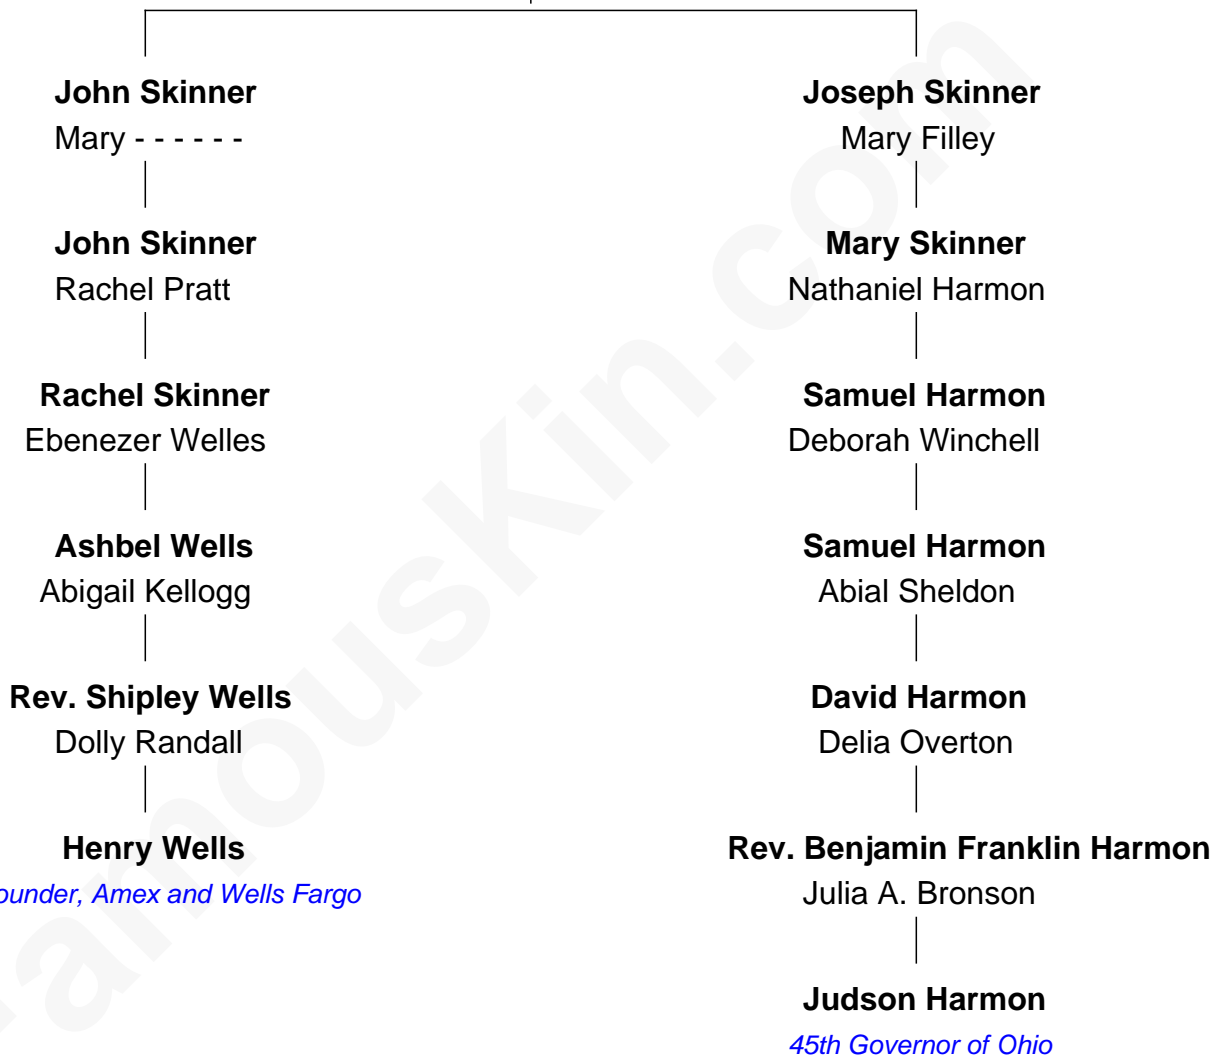 John Skinner
Mary - - - - - -
John Skinner
Rachel Pratt
Rachel Skinner
Ebenezer Welles
Ashbel Wells
Abigail Kellogg
Rev. Shipley Wells
Dolly Randall
Henry Wells
ounder, Amex and Wells Fargo
Joseph Skinner
Mary Filley
Mary Skinner
Nathaniel Harmon
Samuel Harmon
Deborah Winchell
Samuel Harmon
Abial Sheldon
David Harmon
Delia Overton
Rev. Benjamin Franklin Harmon
Julia A. Bronson
Judson Harmon
45th Governor of Ohio
amouskin.com